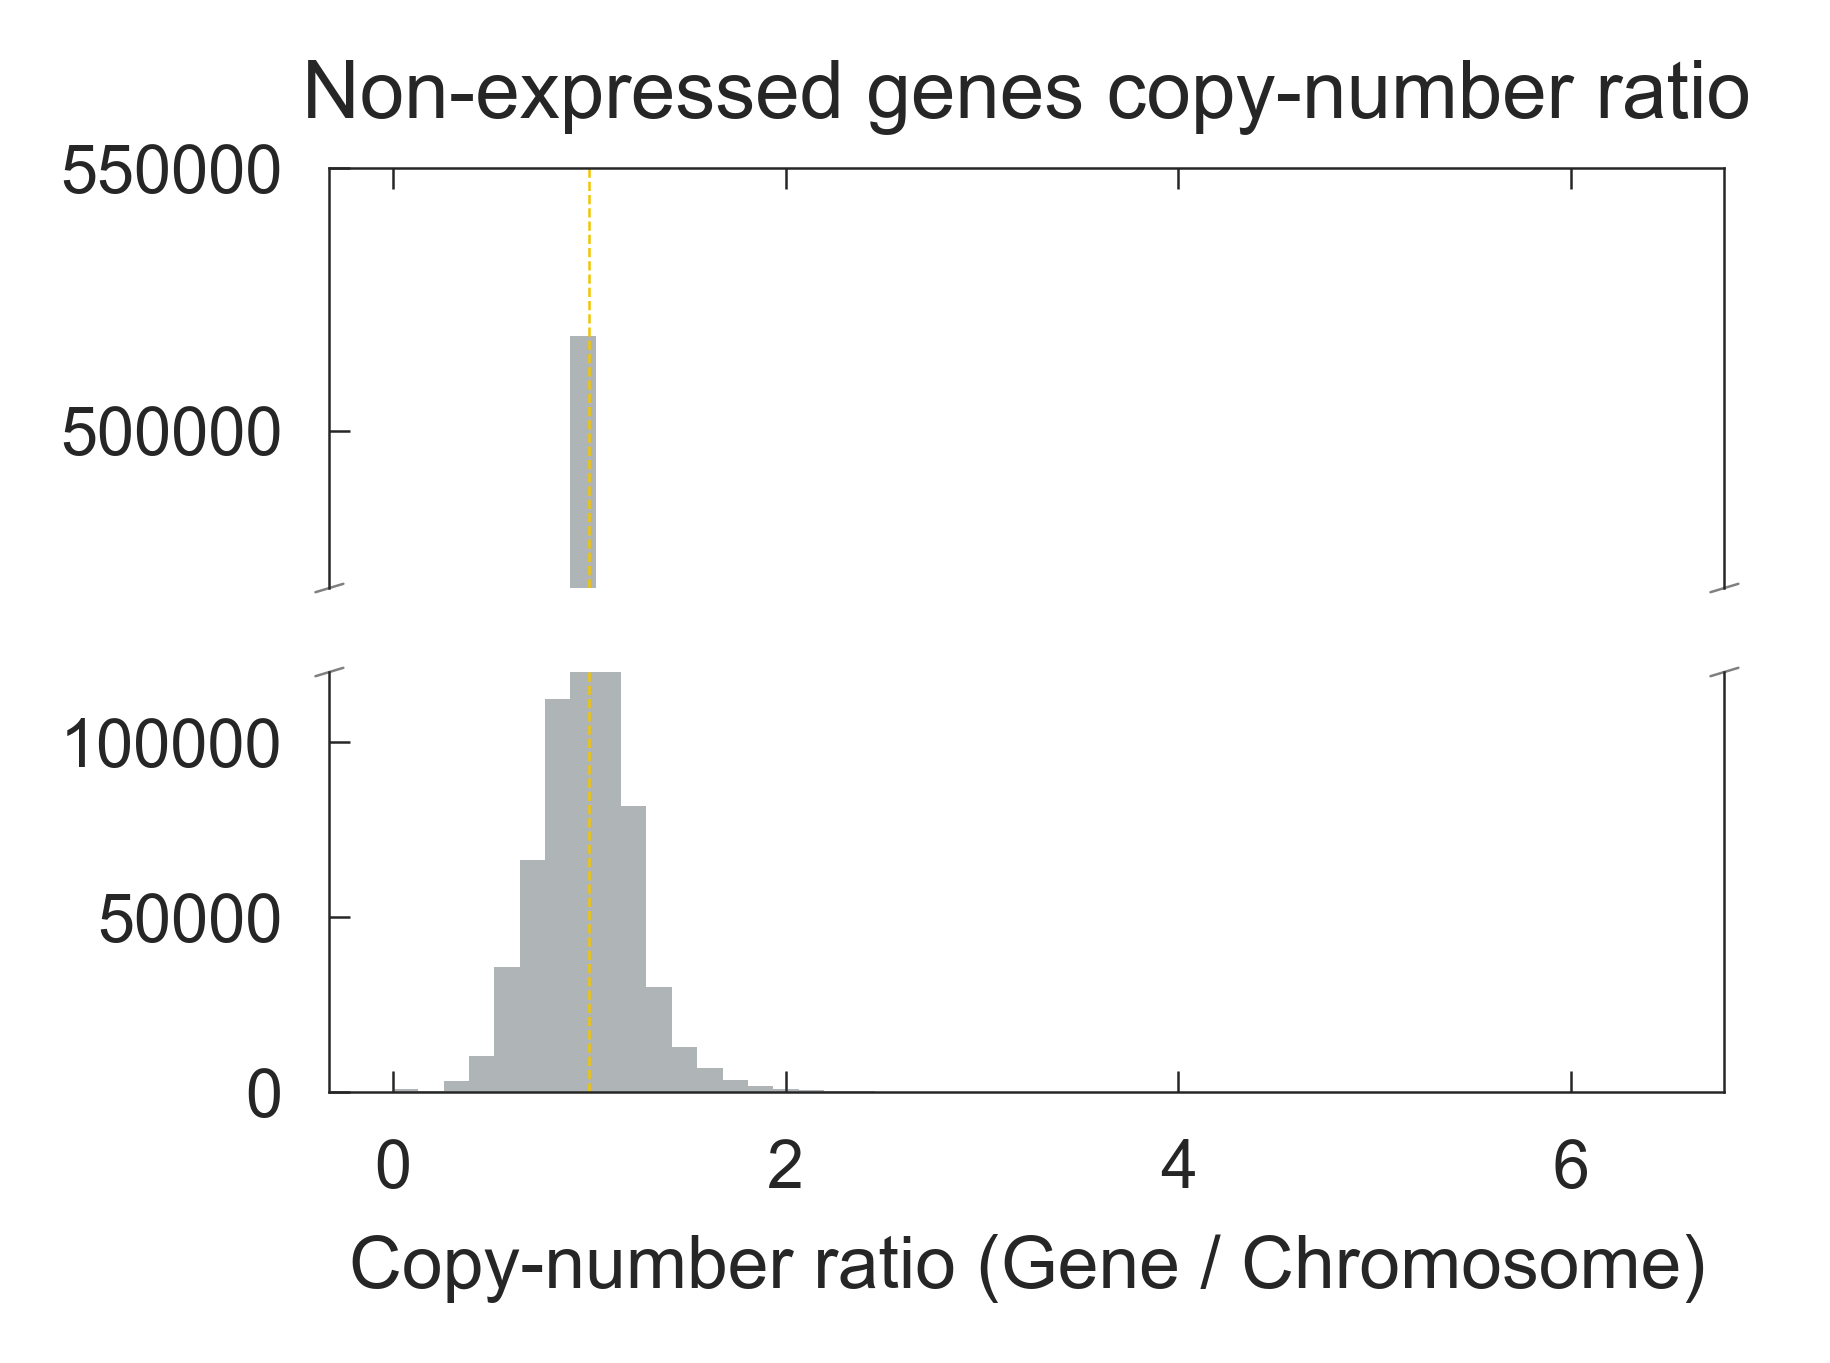 Non-expressed genes copy-number ratio
550000
500000
100000
50000
0
0 2 4 6
Copy-number ratio (Gene / Chromosome)